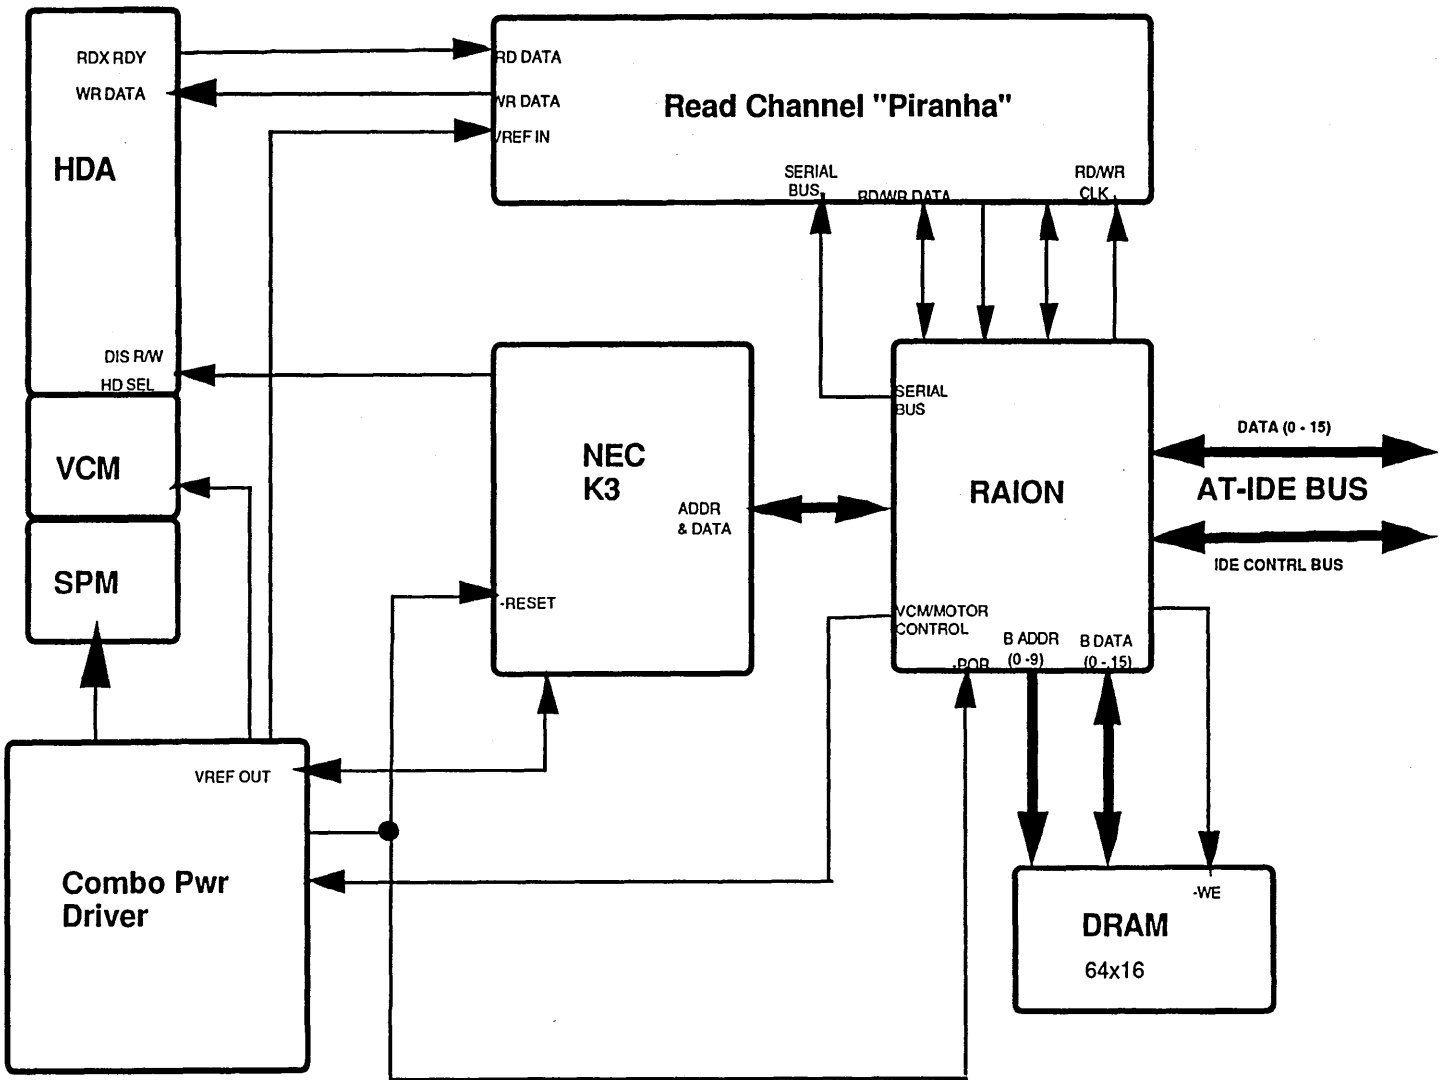 RDX RDY
WR DATA
HDA
DIS R/W
HD SEL
VCM
SPM
RD DATA
WR DATA
VREF IN
Read Channel "Piranha"
SERIAL
BUS
RD/WR DATA
RD/WR
CLK
NEC
K3
ADDR
& DATA
-RESET
SERIAL
BUS
RAION
VCM/MOTOR
CONTROL
-POR
B ADDR
(0 -9)
B DATA
(0 - 15)
DATA (0 - 15)
AT-IDE BUS
IDE CONTRL BUS
VREF OUT
Combo Pwr
Driver
-WE
DRAM
64x16